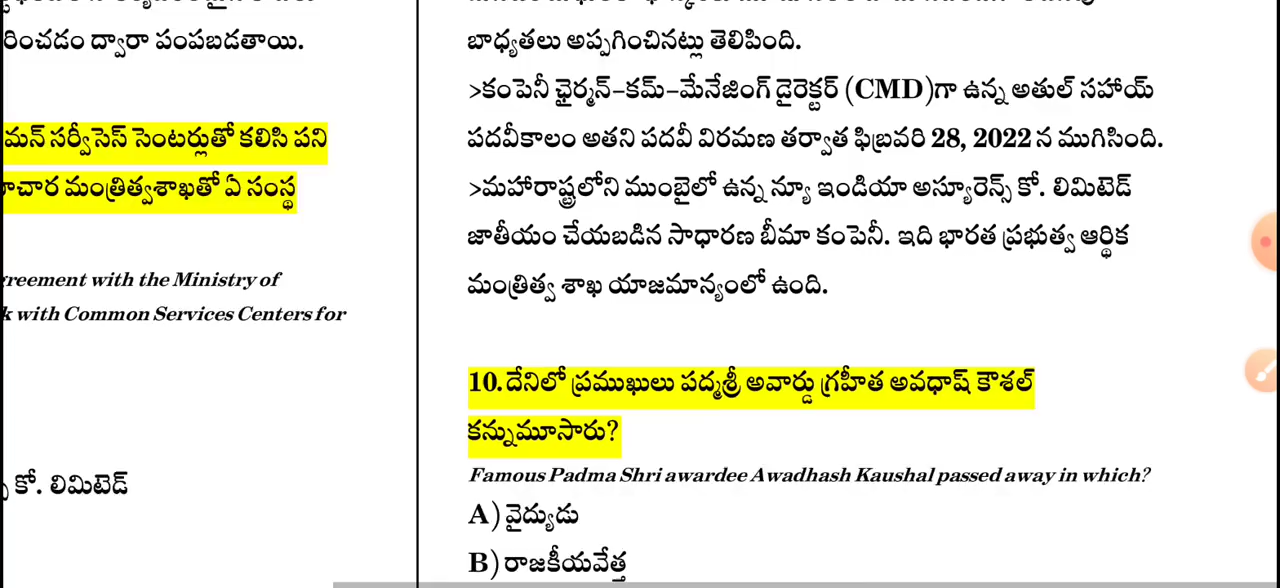 రించడం ద్వారా పంపబడతాయి.
మన్ సర్వీసెస్ సెంటర్లుతో కలిసి పని
చార మంత్రిత్వశాఖతో ఏ సంస్థ
greement with the Ministry of
k with Common Services Centers for
కో. లిమిటెడ్
బాధ్యతలు అప్పగించినట్లు తెలిపింది.
>కంపెనీ ఛైర్మన్-కమ్-మేనేజింగ్ డైరెక్టర్ (CMD)గా ఉన్న అతుల్ సహాయ్
పదవీకాలం అతని పదవీ విరమణ తర్వాత ఫిబ్రవరి 28, 2022 న ముగిసింది.
>మహారాష్ట్రలోని ముంబైలో ఉన్న న్యూ ఇండియా అస్యూరెన్స్ కో. లిమిటెడ్
జాతీయం చేయబడిన సాధారణ బీమా కంపెనీ. ఇది భారత ప్రభుత్వ ఆర్థిక
మంత్రిత్వ శాఖ యాజమాన్యంలో ఉంది.
10.దేనిలో ప్రముఖులు పద్మశ్రీ అవార్డు గ్రహీత అవధాష్ కౌశల్
కన్నుమూసారు?
Famous Padma Shri awardee Awadhash Kaushal passed away in which?
A) వైద్యుడు
B) రాజకీయవేత్త